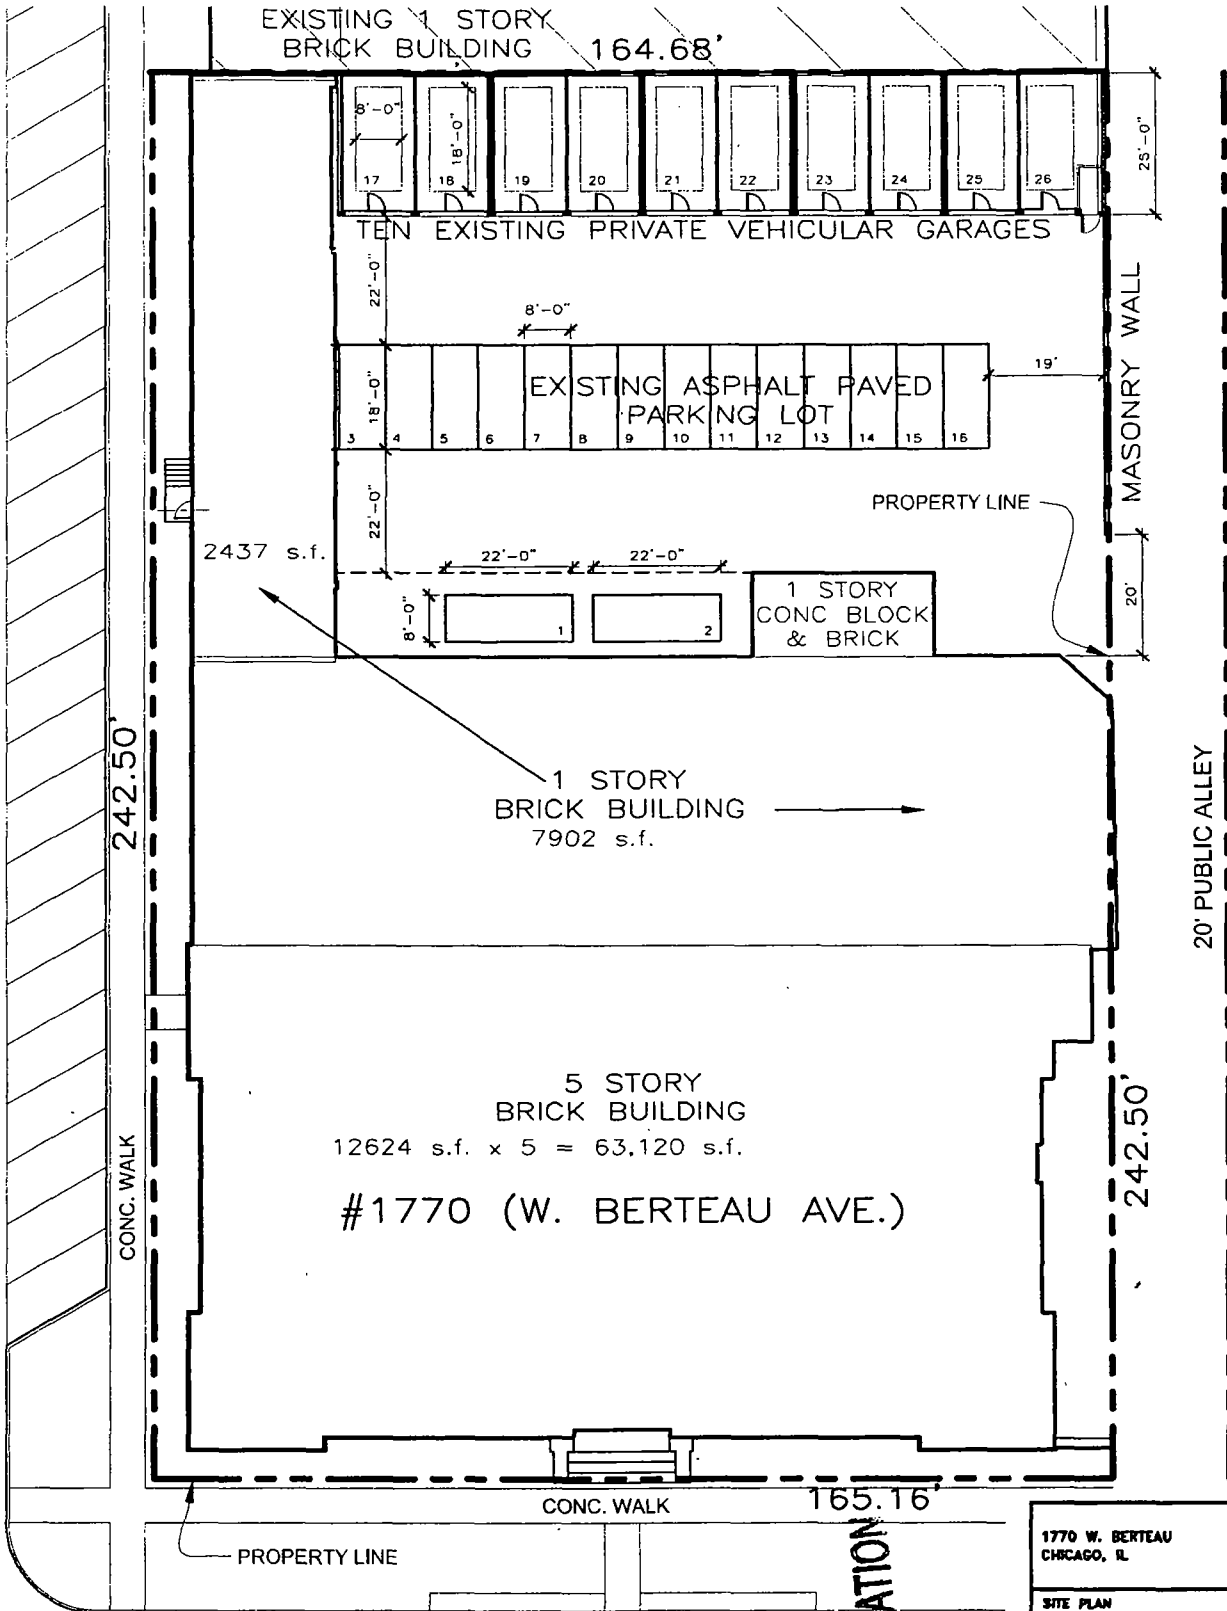 EXISTING 1 STORY
BRICK BUILDING
164.68'
8'-0"
18'-0"
25'-0"
17
18
19
20
21
22
23
24
25
26
TEN EXISTING PRIVATE VEHICULAR GARAGES
22'-0"
8'-0"
MASONRY WALL
19'
EXISTING ASPHALT PAVED
PARKING LOT
18'-0"
3
4
5
6
7
8
9
10
11
12
13
14
15
16
PROPERTY LINE
22'-0"
2437 s.f.
22'-0"
22'-0"
8'-0"
1
2
1 STORY
CONC BLOCK
& BRICK
20'
242.50'
1 STORY
BRICK BUILDING
7902 s.f.
20' PUBLIC ALLEY
5 STORY
BRICK BUILDING
12624 s.f. x 5 = 63,120 s.f.
#1770 (W. BERTEAU AVE.)
CONC. WALK
242.50'
CONC. WALK
165.16'
PROPERTY LINE
ATION
1770 W. BERTEAU
CHICAGO, IL
SITE PLAN